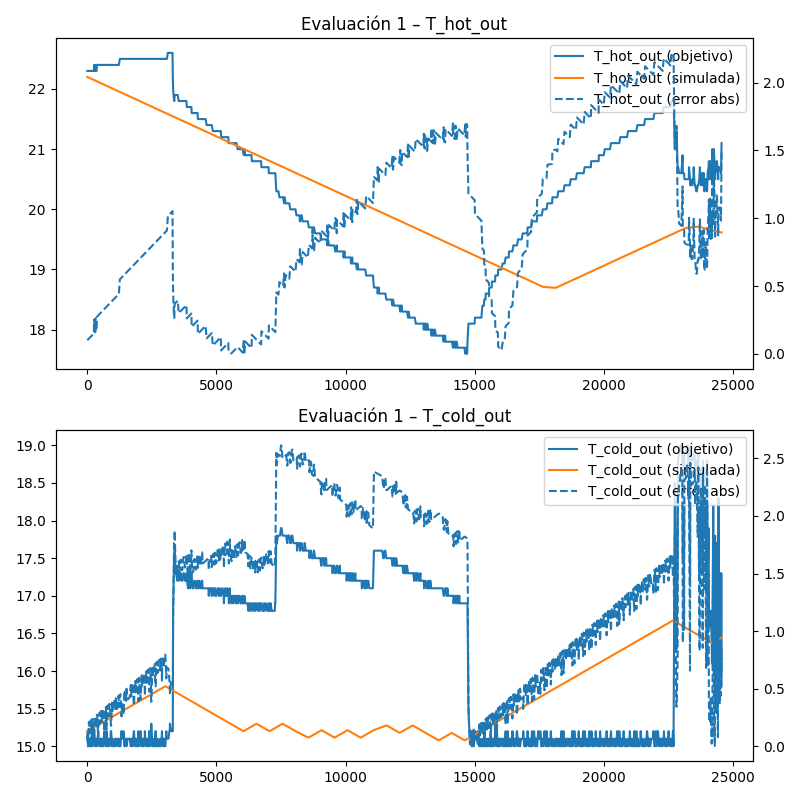 Evaluación 1 – T_hot_out
T_hot_out (objetivo)
T_hot_out (simulada)
T_hot_out (error abs)
22
21
20
19
18
2.0
1.5
1.0
0.5
0.0
0 5000 10000 15000 20000 25000
Evaluación 1 – T_cold_out
T_cold_out (objetivo)
T_cold_out (simulada)
T_cold_out (error abs)
19.0
18.5
18.0
17.5
17.0
16.5
16.0
15.5
15.0
2.5
2.0
1.5
1.0
0.5
0.0
0 5000 10000 15000 20000 25000